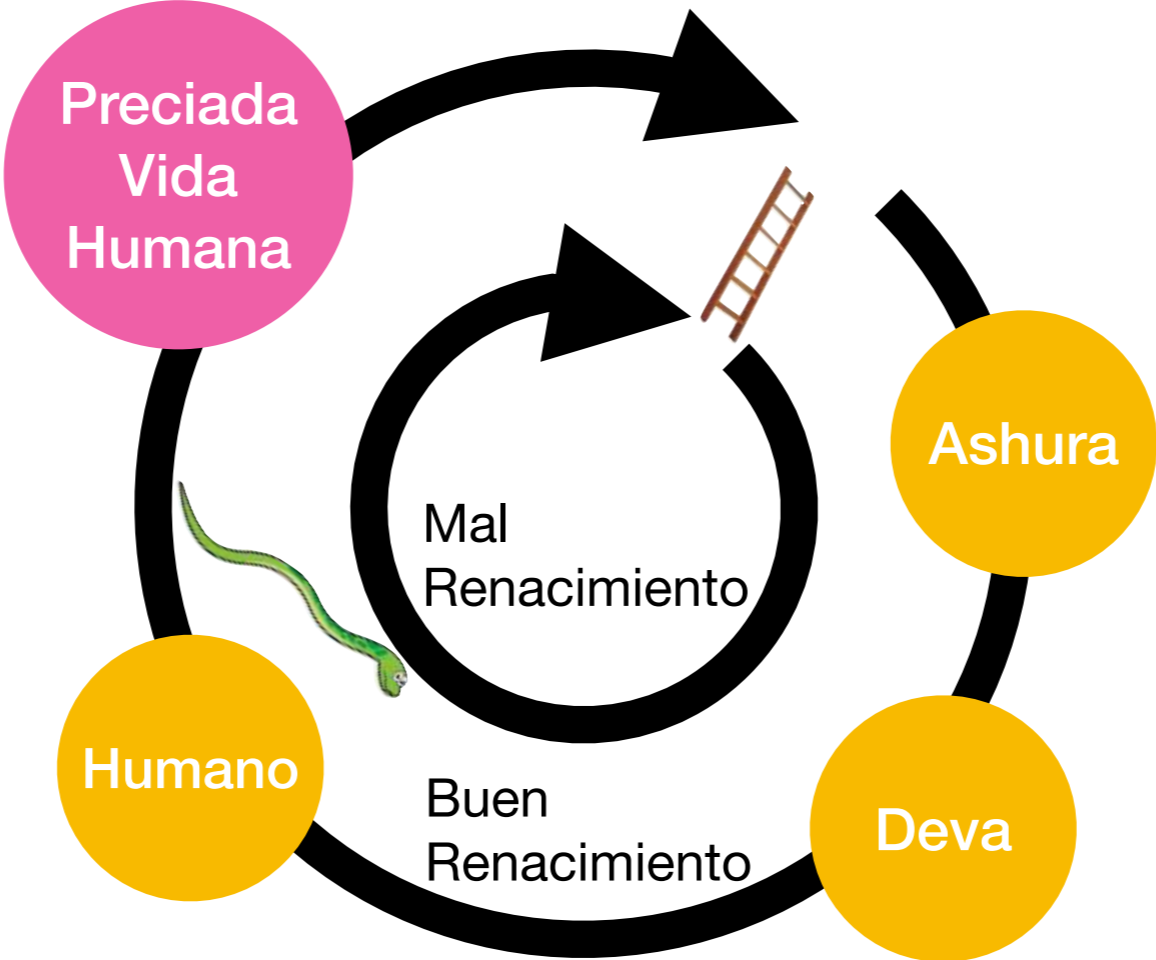 Preciada
Vida
Humana
Ashura
Mal
Renacimiento
Humano
Buen
Renacimiento
Deva